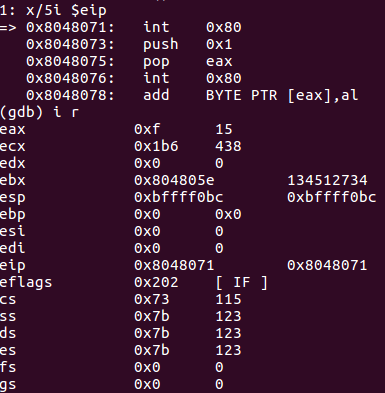 1: x/5i $eip
=> 0x8048071: int 0x80
0x8048073: push 0x1
0x8048075: pop eax
0x8048076: int 0x80
0x8048078: add BYTE PTR [eax],al
(gdb) i r
eax 0xf 15
ecx 0x1b6 438
edx 0x0 0
ebx 0x804805e 134512734
esp 0xbffff0bc 0xbffff0bc
ebp 0x0 0x0
esi 0x0 0
edi 0x0 0
eip 0x8048071 0x8048071
eflags 0x202 [ IF ]
cs 0x73 115
ss 0x7b 123
ds 0x7b 123
es 0x7b 123
fs 0x0 0
gs 0x0 0